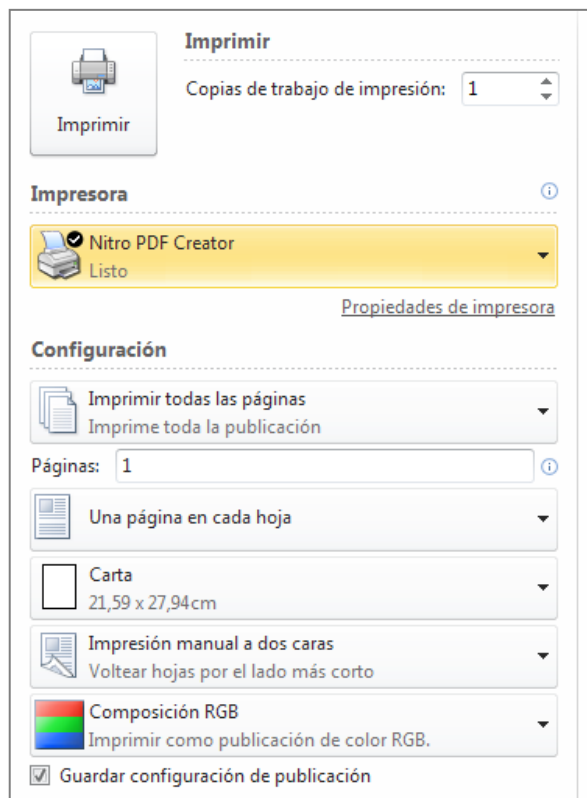 Imprimir
Copias de trabajo de impresión: 1
Imprimir
Impresora
Nitro PDF Creator
Listo
Propiedades de impresora
Configuración
Imprimir todas las páginas
Imprime toda la publicación
Páginas: 1
Una página en cada hoja
Carta
21,59 x 27,94cm
Impresión manual a dos caras
Voltear hojas por el lado más corto
Composición RGB
Imprimir como publicación de color RGB.
Guardar configuración de publicación